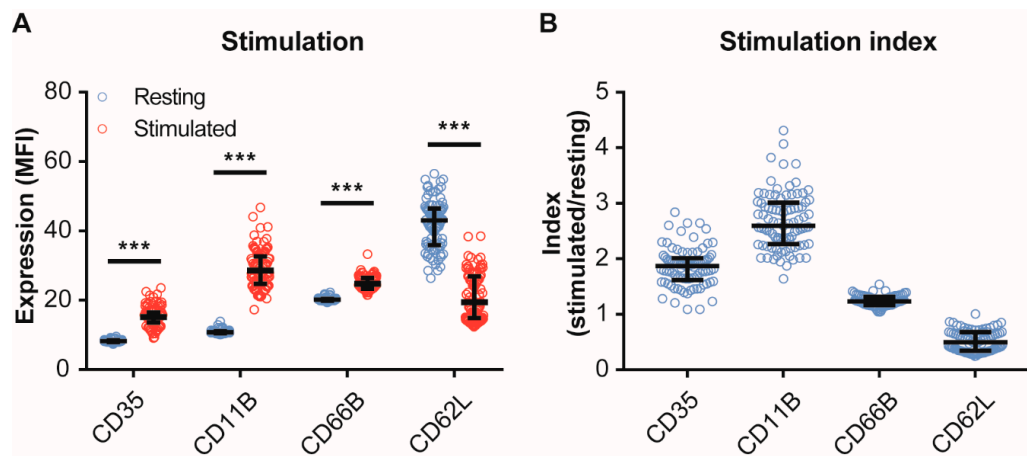 A
Stimulation
80
60
40
20
0
Expression (MFI)
Resting
Stimulated
***
***
***
***
CD35
CD11B
CD66B
CD62L
B
Stimulation index
5
4
3
2
1
0
Index
(stimulated/resting)
CD35
CD11B
CD66B
CD62L